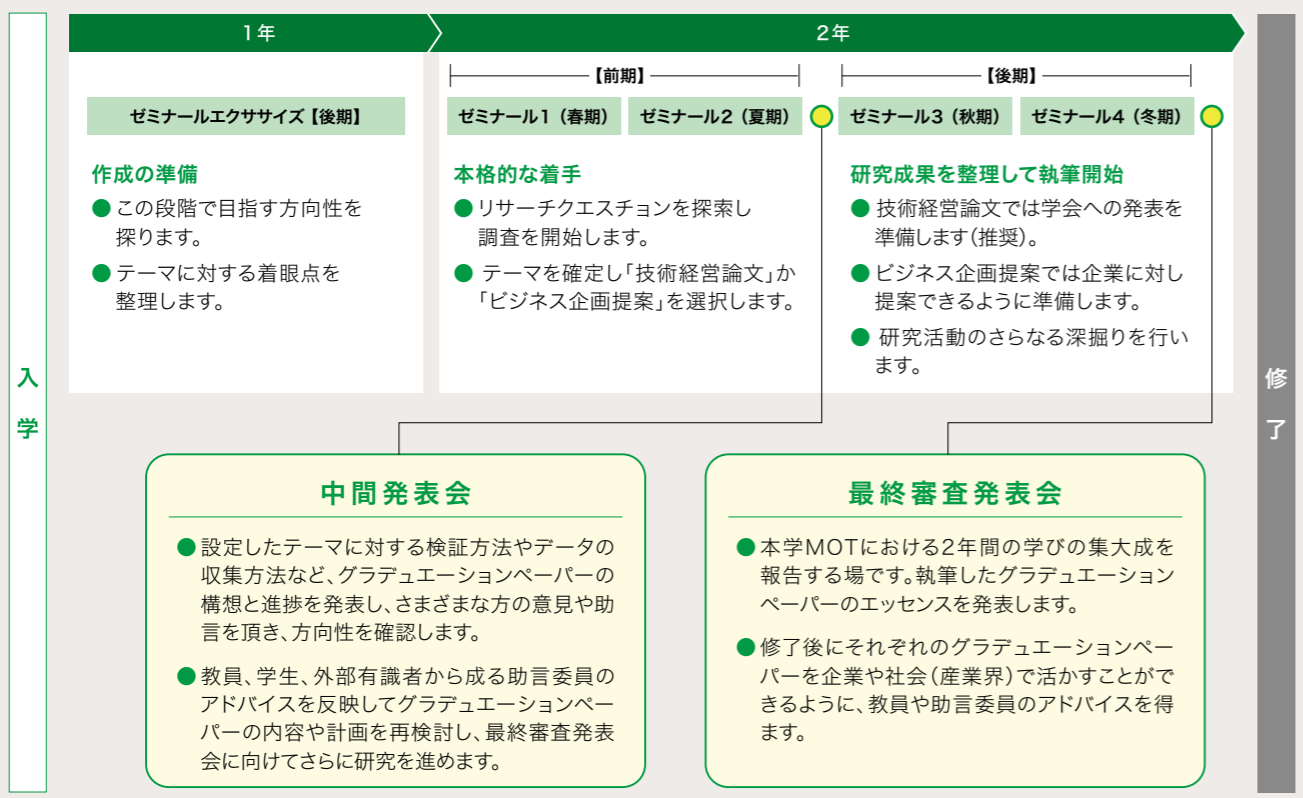 入学
1年
2年
【前期】
【後期】
ゼミナールエクササイズ【後期】
ゼミナール1（春期）
ゼミナール2（夏期）
ゼミナール3（秋期）
ゼミナール4（冬期）
作成の準備
● この段階で目指す方向性を
探ります。
● テーマに対する着眼点を
整理します。
本格的な着手
● リサーチクエスチョンを探索し
調査を開始します。
● テーマを確定し「技術経営論文」か
「ビジネス企画提案」を選択します。
研究成果を整理して執筆開始
● 技術経営論文では学会への発表を
準備します（推奨）。
● ビジネス企画提案では企業に対し
提案できるように準備します。
● 研究活動のさらなる深掘りを行い
ます。
中間発表会
● 設定したテーマに対する検証方法やデータの
収集方法など、グラデュエーションペーパーの
構想と進捗を発表し、さまざまな方の意見や助
言を頂き、方向性を確認します。
● 教員、学生、外部有識者から成る助言委員の
アドバイスを反映してグラデュエーションペー
パーの内容や計画を再検討し、最終審査発表
会に向けてさらに研究を進めます。
最終審査発表会
● 本学MOTにおける2年間の学びの集大成を
報告する場です。執筆したグラデュエーション
ペーパーのエッセンスを発表します。
● 修了後にそれぞれのグラデュエーションペー
パーを企業や社会（産業界）で活かすことがで
きるように、教員や助言委員のアドバイスを得
ます。
修了